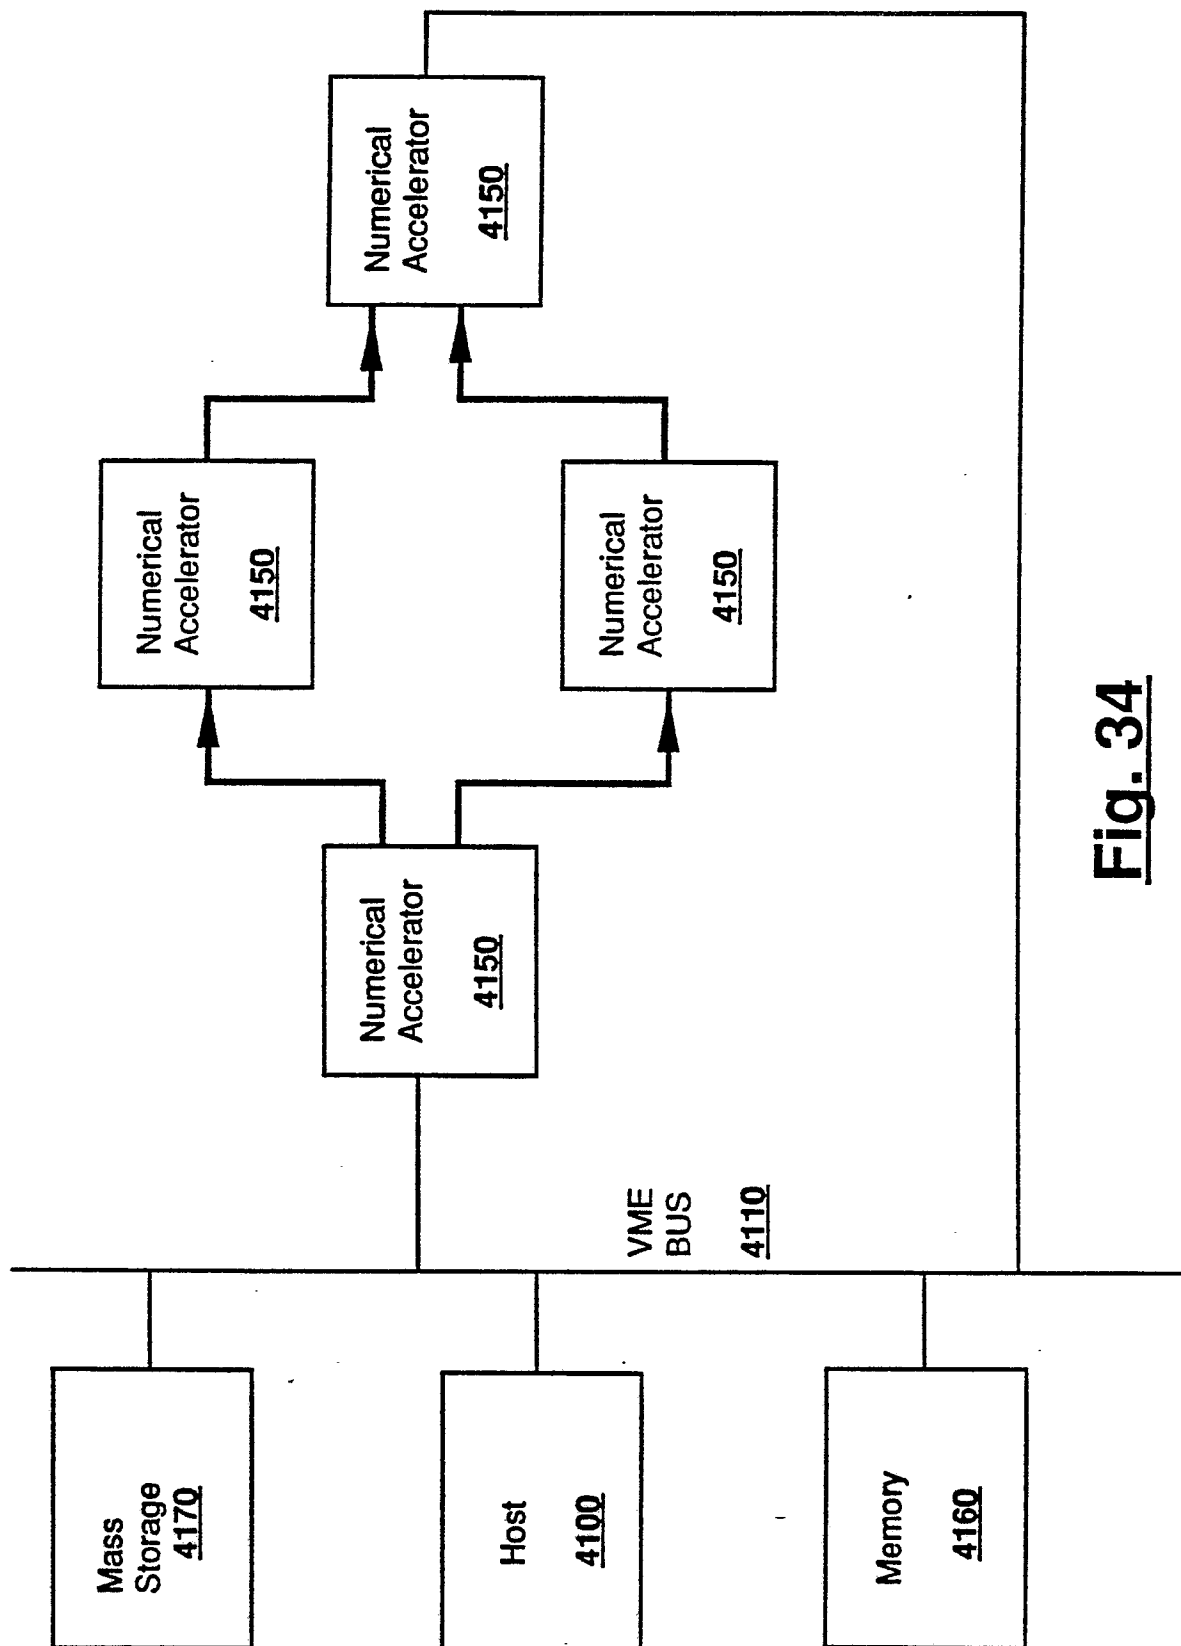 Mass
Storage
4170
Host
4100
Memory
4160
VME
BUS
4110
Numerical
Accelerator
4150
Numerical
Accelerator
4150
Numerical
Accelerator
4150
Numerical
Accelerator
4150
Fig. 34